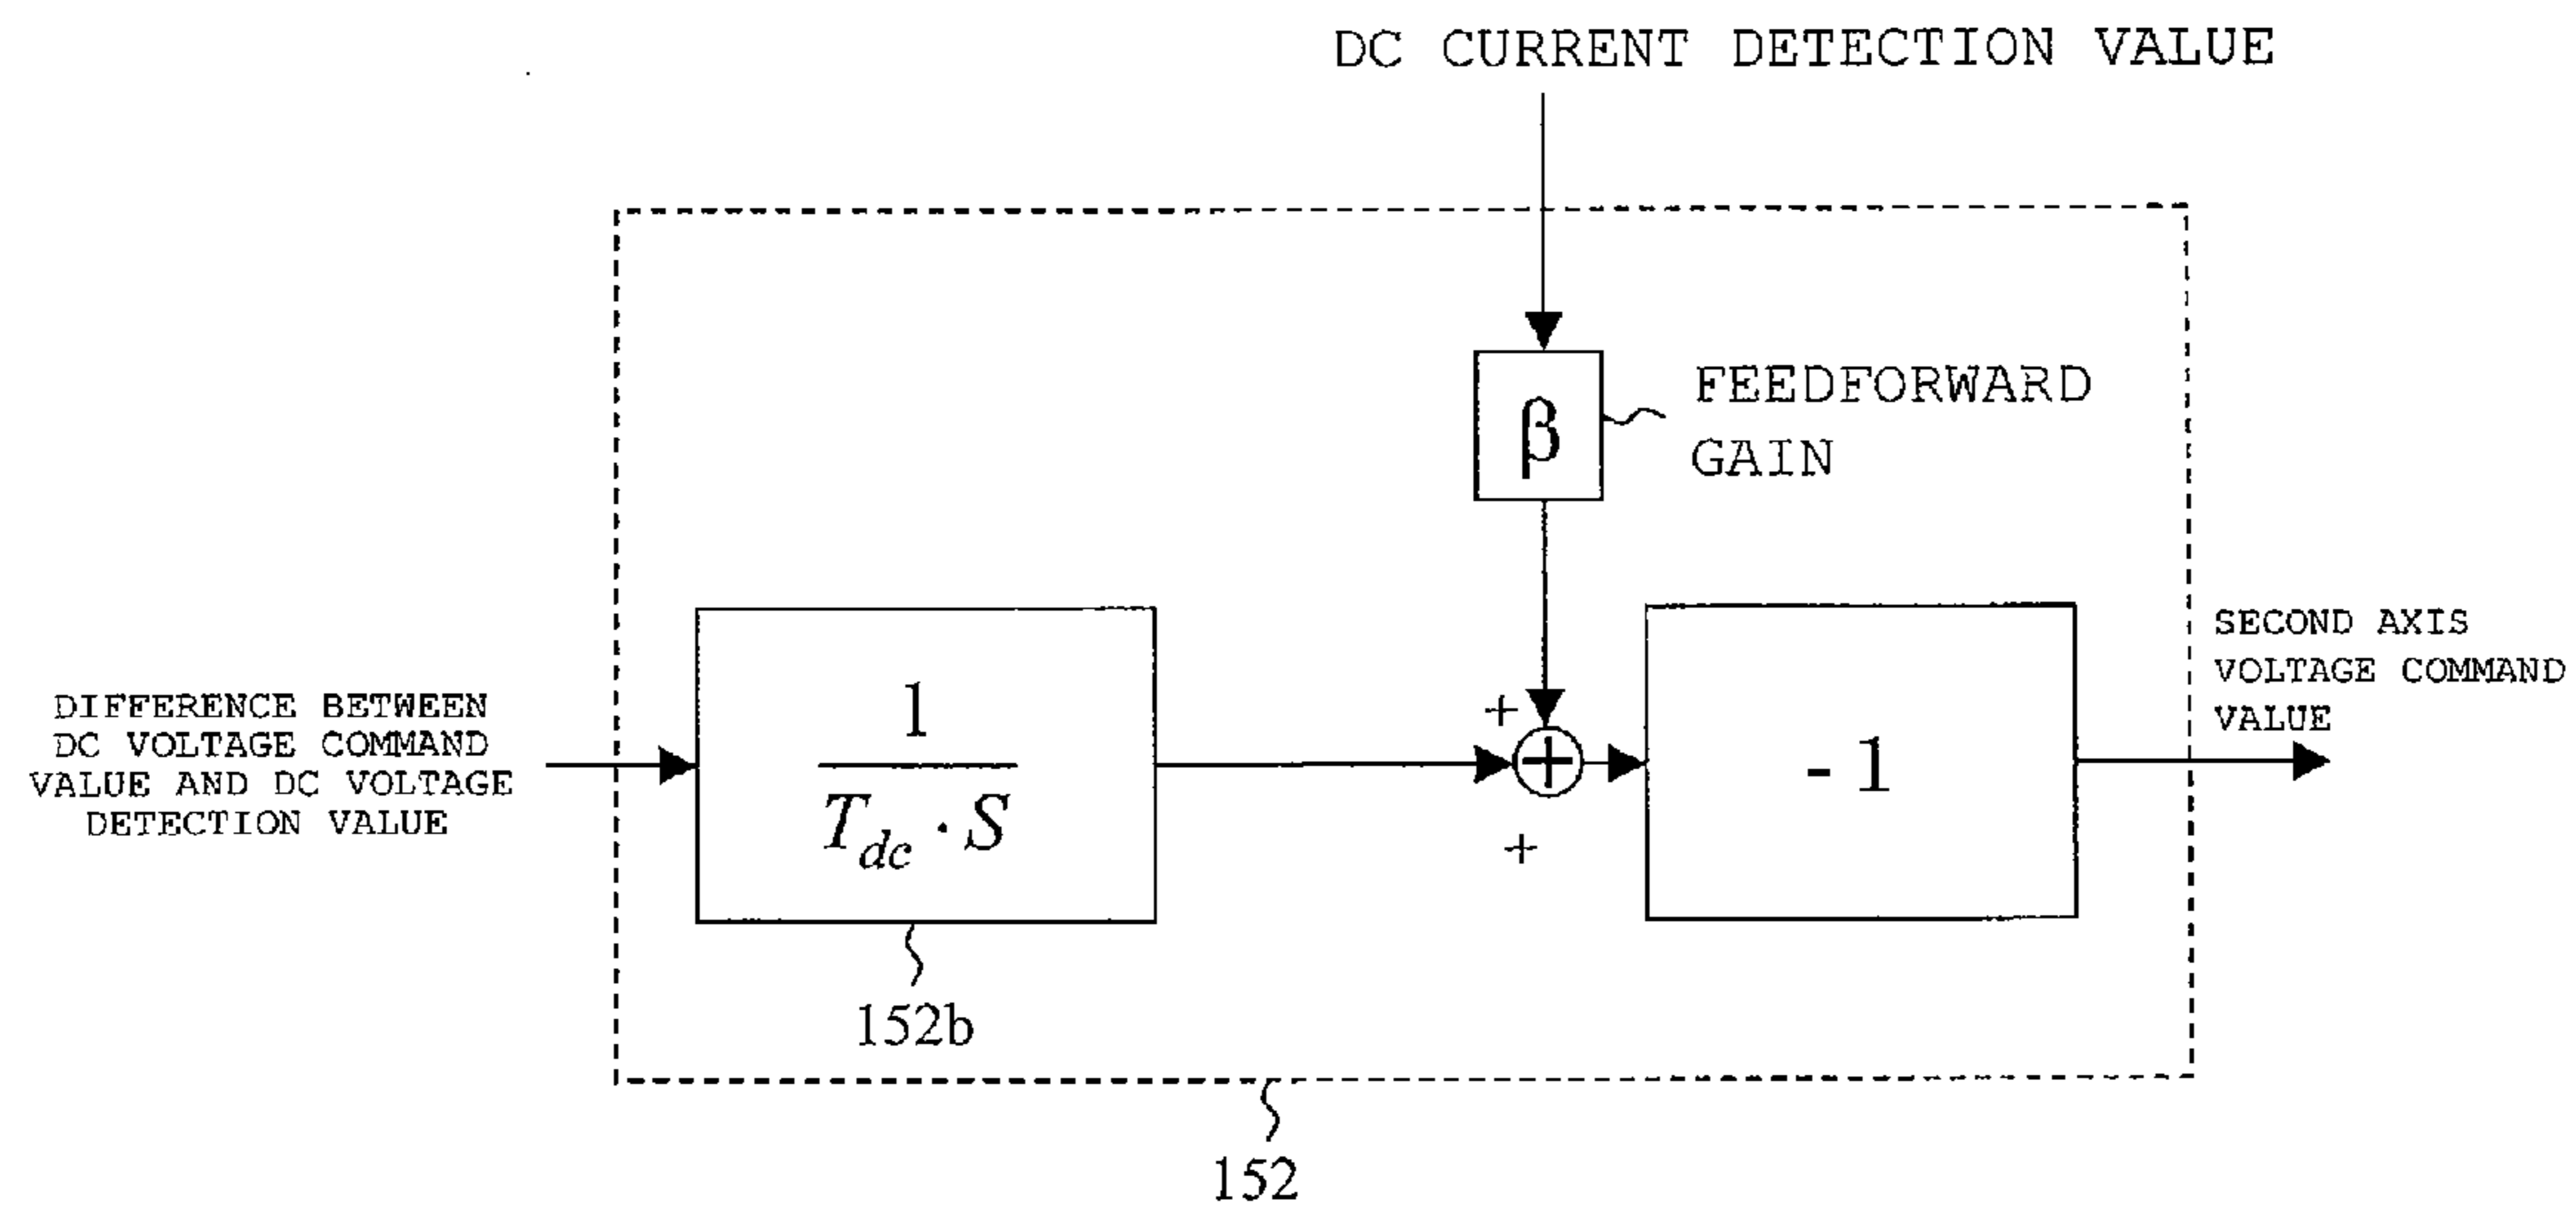 DC CURRENT DETECTION VALUE
FEEDFORWARD
GAIN
β
DIFFERENCE BETWEEN
DC VOLTAGE COMMAND
VALUE AND DC VOLTAGE
DETECTION VALUE
1
T_dc · S
+
+
+
- 1
SECOND AXIS
VOLTAGE COMMAND
VALUE
152b
152